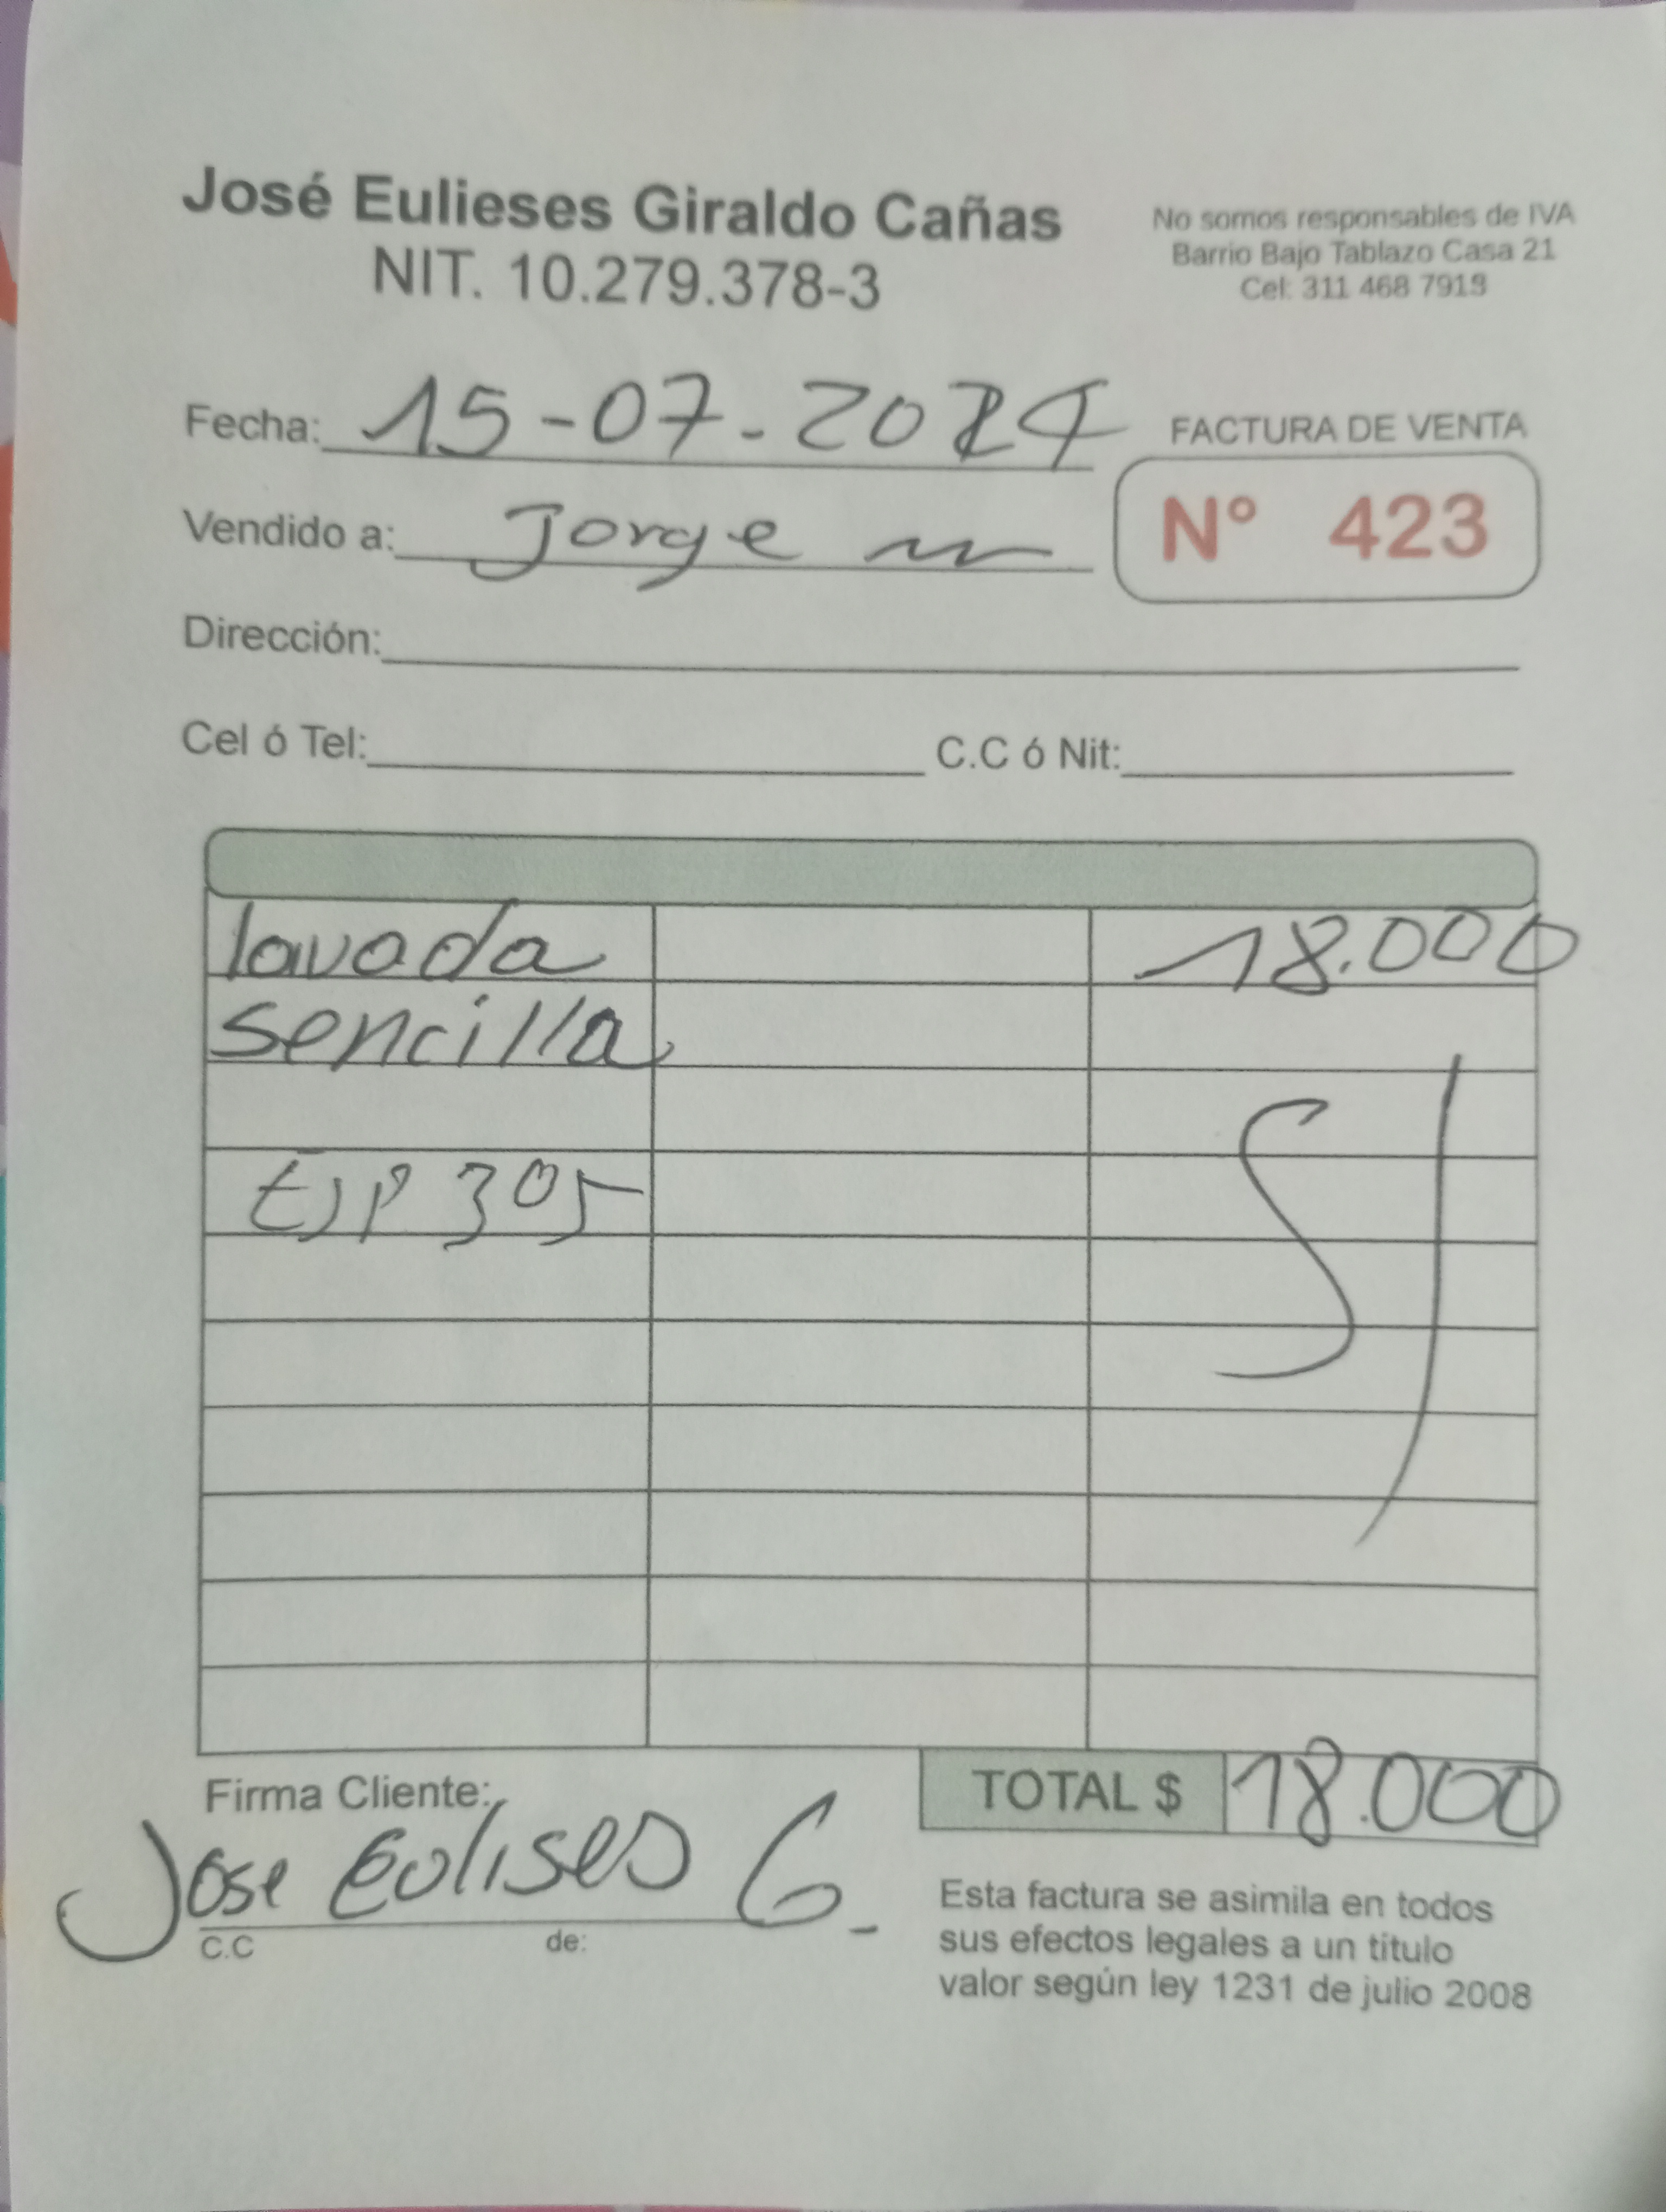 José Eulieses Giraldo Cañas
NIT. 10.279.378-3
No somos responsables de IVA
Barrio Bajo Tablazo Casa 21
Cel: 311 468 7919
Fecha: 15-07-2024
FACTURA DE VENTA
Nº 423
Vendido a: Jorge
Dirección:
Cel ó Tel: C.C ó Nit:
lavada 18.000
sencilla
ESP 305
TOTAL $ 18.000
Firma Cliente:
Jose Eulises G.
C.C de:
Esta factura se asimila en todos
sus efectos legales a un titulo
valor según ley 1231 de julio 2008